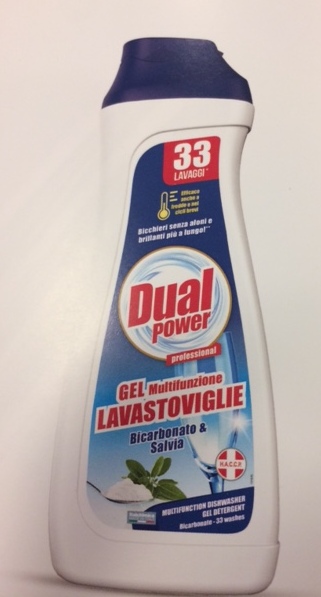 33
LAVAGGI*
Efficace
anche a
freddo e nei
cicli brevi
Bicchieri senza aloni e
brillanti più a lungo!**
Dual
power
professional
GEL Multifunzione
LAVASTOVIGLIE
Bicarbonato &
Salvia
HACCP
MULTIFUNCTION DISHWASHER
GEL DETERGENT
Bicarbonate - 33 washes